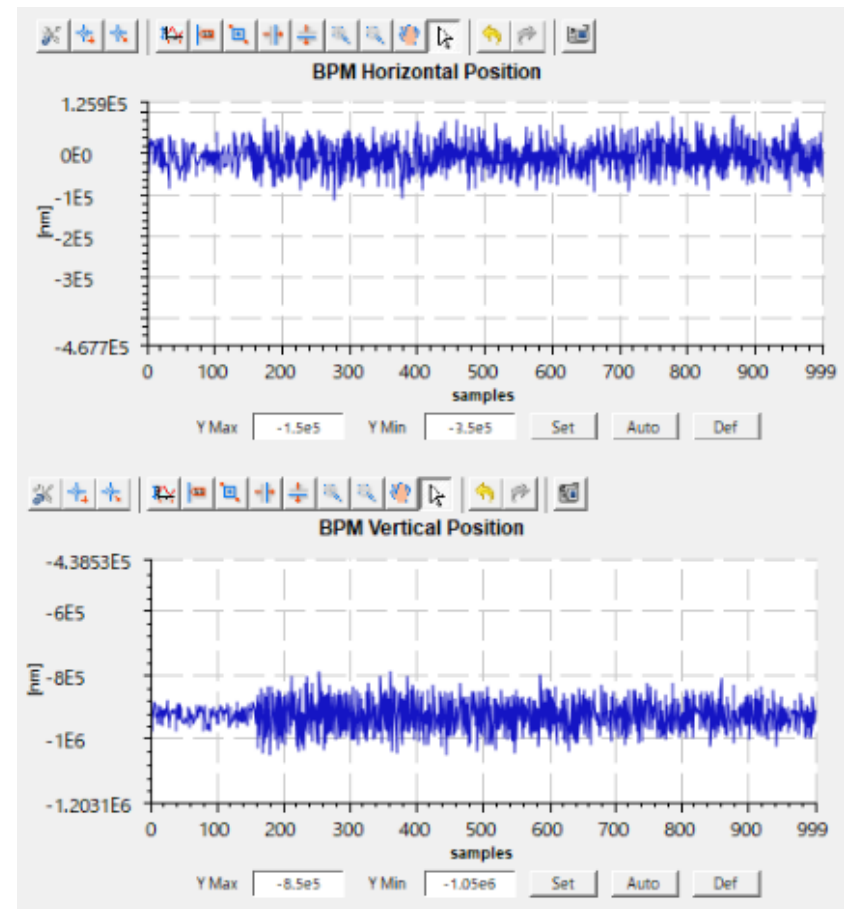 BPM Horizontal Position
1.259E5
0E0
-1E5
-2E5
-3E5
-4.677E5
[nm]
0 100 200 300 400 500 600 700 800 900 999
samples
Y Max -1.5e5 Y Min -3.5e5 Set Auto Def
BPM Vertical Position
-4.3853E5
-6E5
-8E5
-1E6
-1.2031E6
[nm]
0 100 200 300 400 500 600 700 800 900 999
samples
Y Max -8.5e5 Y Min -1.05e6 Set Auto Def